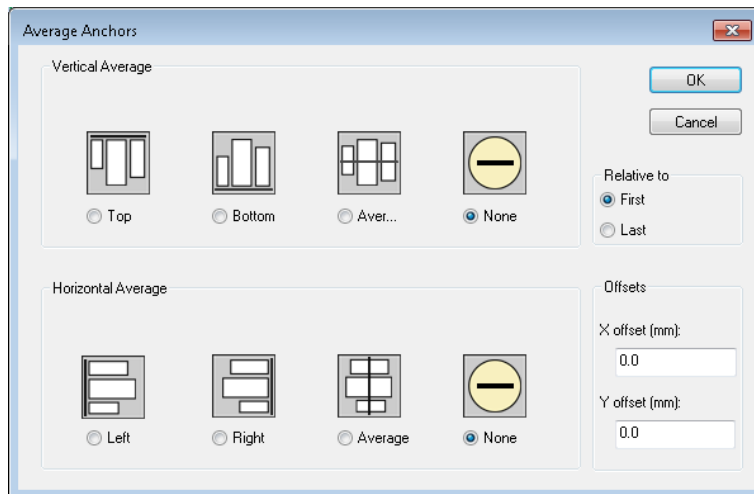 Average Anchors
Vertical Average
Top
Bottom
Aver...
None
OK
Cancel
Relative to
First
Last
Horizontal Average
Left
Right
Average
None
Offsets
X offset (mm):
0.0
Y offset (mm):
0.0